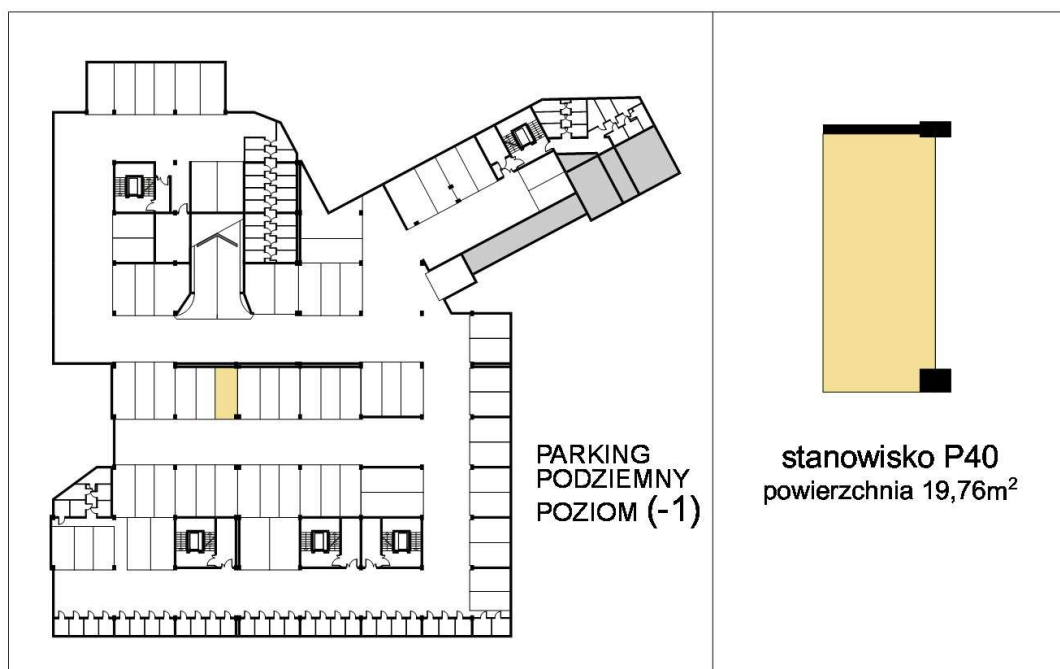 PARKING
PODZIEMNY
POZIOM (-1)
stanowisko P40
powierzchnia 19,76m²